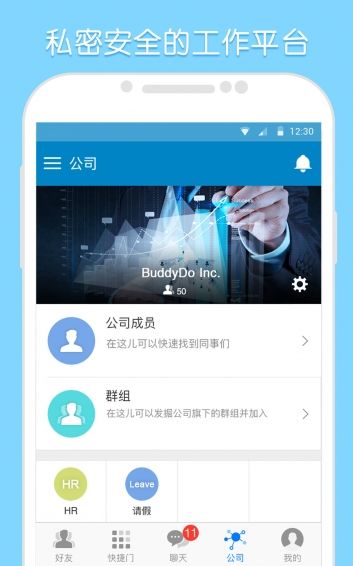 私密安全的工作平台
12:30
公司
BuddyDo Inc.
50
公司成员
在这儿可以快速找到同事们
群组
在这儿可以发掘公司旗下的群组并加入
HR
Leave
HR
请假
11
好友
快捷门
聊天
公司
我的